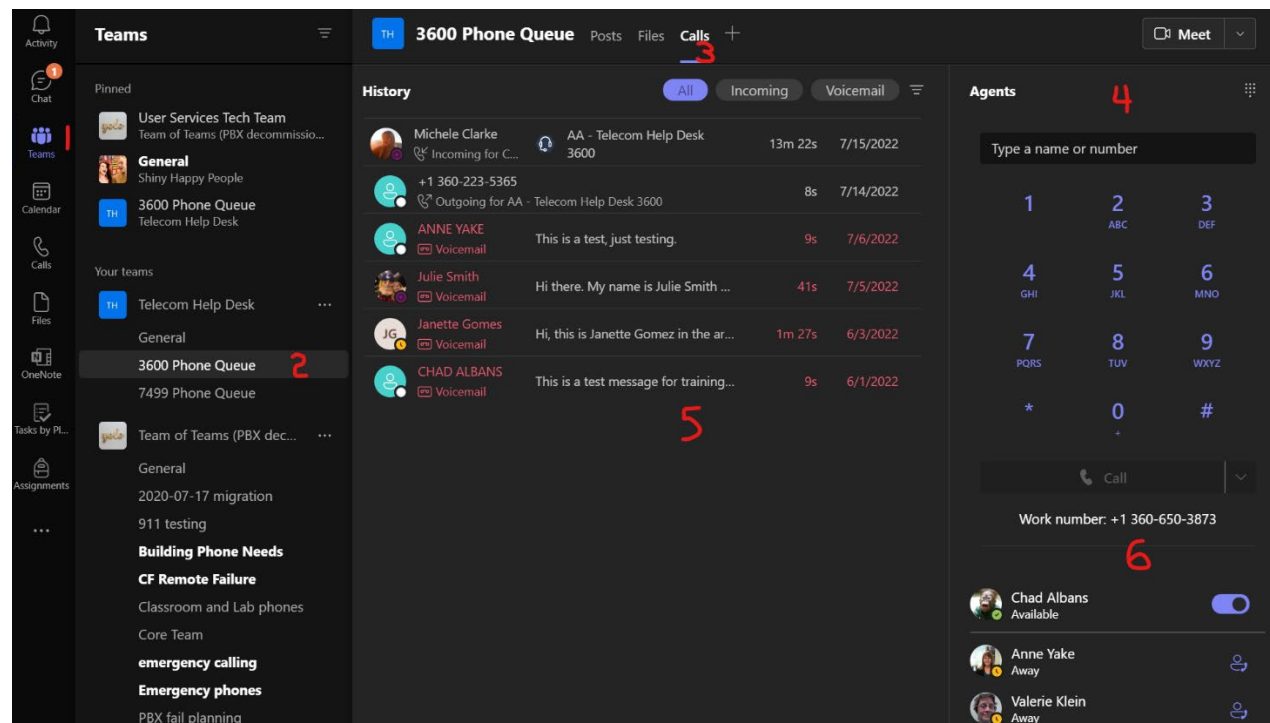 Activity
1
Chat
Teams
Calendar
Calls
Files
OneNote
Tasks by Pl...
Assignments
...
Teams
Pinned
yodo
User Services Tech Team
Team of Teams (PBX decommissio...
General
Shiny Happy People
TH
3600 Phone Queue
Telecom Help Desk
Your teams
TH
Telecom Help Desk
...
General
3600 Phone Queue 2
7499 Phone Queue
yodo
Team of Teams (PBX dec...
...
General
2020-07-17 migration
911 testing
Building Phone Needs
CF Remote Failure
Classroom and Lab phones
Core Team
emergency calling
Emergency phones
PBX fail planning
TH 3600 Phone Queue Posts Files Calls +
3
Meet
History All Incoming Voicemail
Michele Clarke
Incoming for C...
AA - Telecom Help Desk
3600
13m 22s 7/15/2022
+1 360-223-5365
Outgoing for AA - Telecom Help Desk 3600
8s 7/14/2022
ANNE YAKE
Voicemail
This is a test, just testing. 9s 7/6/2022
Julie Smith
Voicemail
Hi there. My name is Julie Smith ... 41s 7/5/2022
JG
Janette Gomes
Voicemail
Hi, this is Janette Gomez in the ar... 1m 27s 6/3/2022
CHAD ALBANS
Voicemail
This is a test message for training... 9s 6/1/2022
5
Agents 4
Type a name or number
1 2 3
ABC DEF
4 5 6
GHI JKL MNO
7 8 9
PQRS TUV WXYZ
* 0 #
+
Call
Work number: +1 360-650-3873
6
Chad Albans
Available
Anne Yake
Away
Valerie Klein
Away